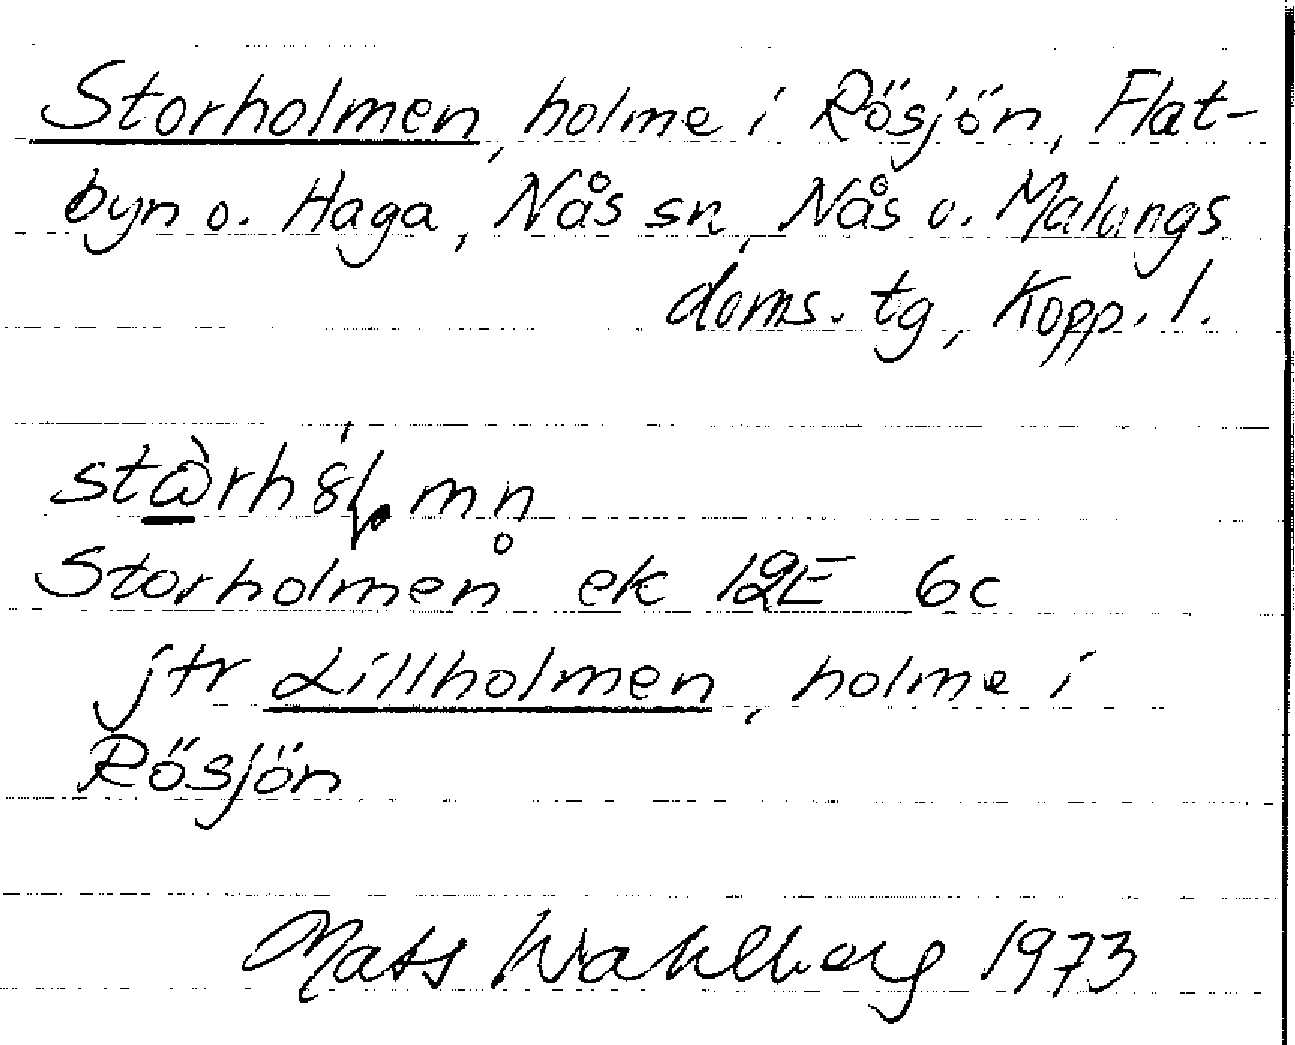 Storholmen, holme i Rösjön, Flat-
byn o. Haga, Nås sn, Nås o. Malungs
doms. tg, Kopp. l.
Storholmen ek 12E 6c
jtr Lillholmen, holme i
Rösjön
Mats Wahlberg 1973